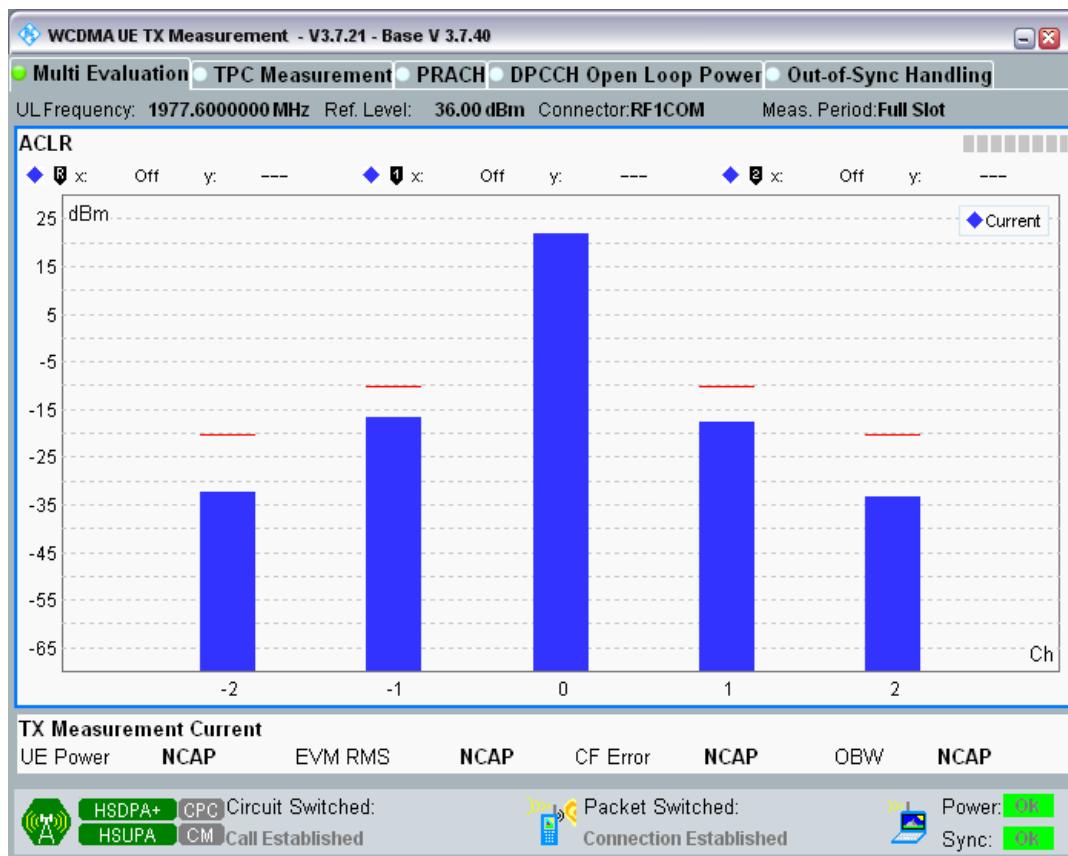 WCDMA UE TX Measurement - V3.7.21 - Base V 3.7.40
Multi Evaluation TPC Measurement PRACH DPCCH Open Loop Power Out-of-Sync Handling
UL Frequency: 1977.6000000 MHz Ref. Level: 36.00 dBm Connector:RF1COM Meas. Period:Full Slot
ACLR
R x: Off y: --- 1 x: Off y: --- 2 x: Off y: ---
dBm
Current
25
15
5
-5
-15
-25
-35
-45
-55
-65
Ch
-2 -1 0 1 2
TX Measurement Current
UE Power NCAP EVM RMS NCAP CF Error NCAP OBW NCAP
HSDPA+ CPC Circuit Switched: Packet Switched: Power: OK
HSUPA CM Call Established Connection Established Sync: OK